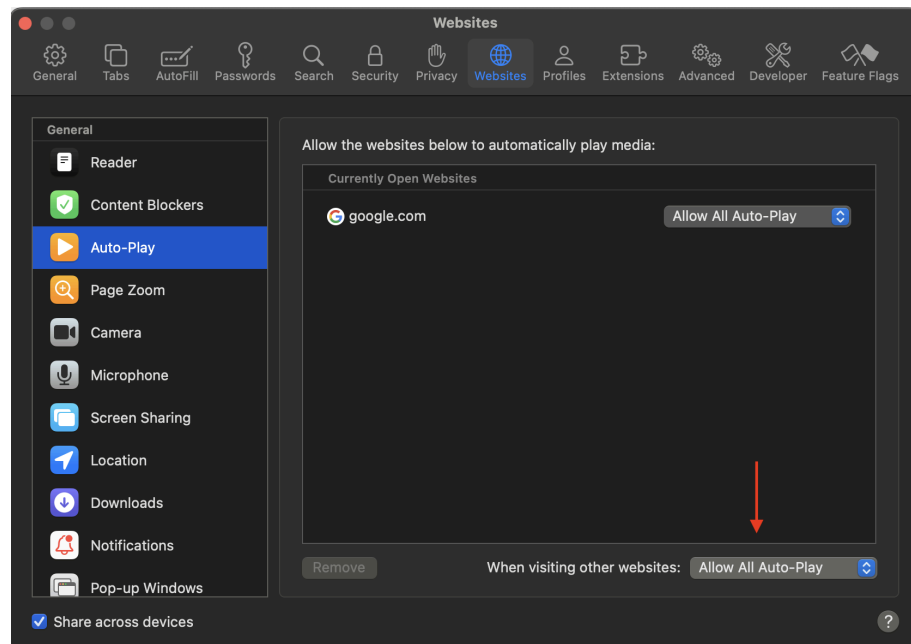 Websites
General Tabs AutoFill Passwords Search Security Privacy Websites Profiles Extensions Advanced Developer Feature Flags
General
Reader
Content Blockers
Auto-Play
Page Zoom
Camera
Microphone
Screen Sharing
Location
Downloads
Notifications
Pop-up Windows
Share across devices
Allow the websites below to automatically play media:
Currently Open Websites
google.com Allow All Auto-Play
Remove When visiting other websites: Allow All Auto-Play
?